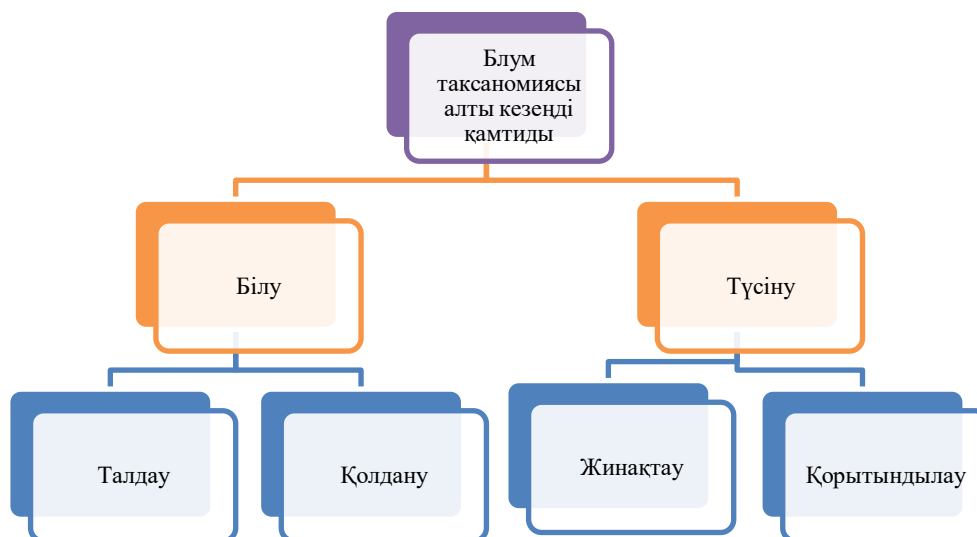 Блум
таксаномиясы
алты кезеңді
қамтиды
Білу
Түсіну
Талдау
Қолдану
Жинақтау
Қорытындылау